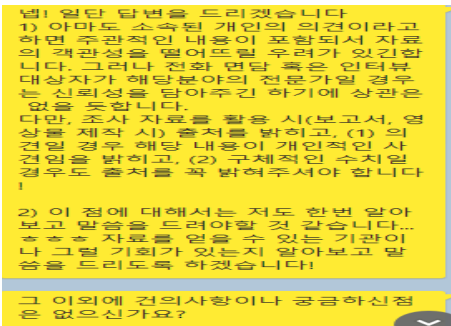 넵! 일단 답변을 드리겠습니다
1) 아마도 소속된 개인의 의견이라고
하면 주관적인 내용이 포함되서 자료
의 객관성을 떨어뜨릴 우려가 있긴합
니다. 그러나 전화 면담 혹은 인터뷰
대상자가 해당분야의 전문가일 경우
는 신뢰성을 담아주긴 하기에 상관은
없을 듯합니다.
다만, 조사 자료를 활용 시(보고서, 영
상물 제작 시) 출처를 밝히고, (1) 의
견일 경우 해당 내용이 개인적인 사
견임을 밝히고, (2) 구체적인 수치일
경우도 출처를 꼭 밝혀주셔야 합니다
!
2) 이 점에 대해서는 저도 한번 알아
보고 말씀을 드려야할 것 같습니다...
ㅎㅎㅎ 자료를 얻을 수 있는 기관이
나 그럴 기회가 있는지 알아보고 말
씀을 드리도록 하겠습니다!
그 이외에 건의사항이나 궁금하신점
은 없으신가요?